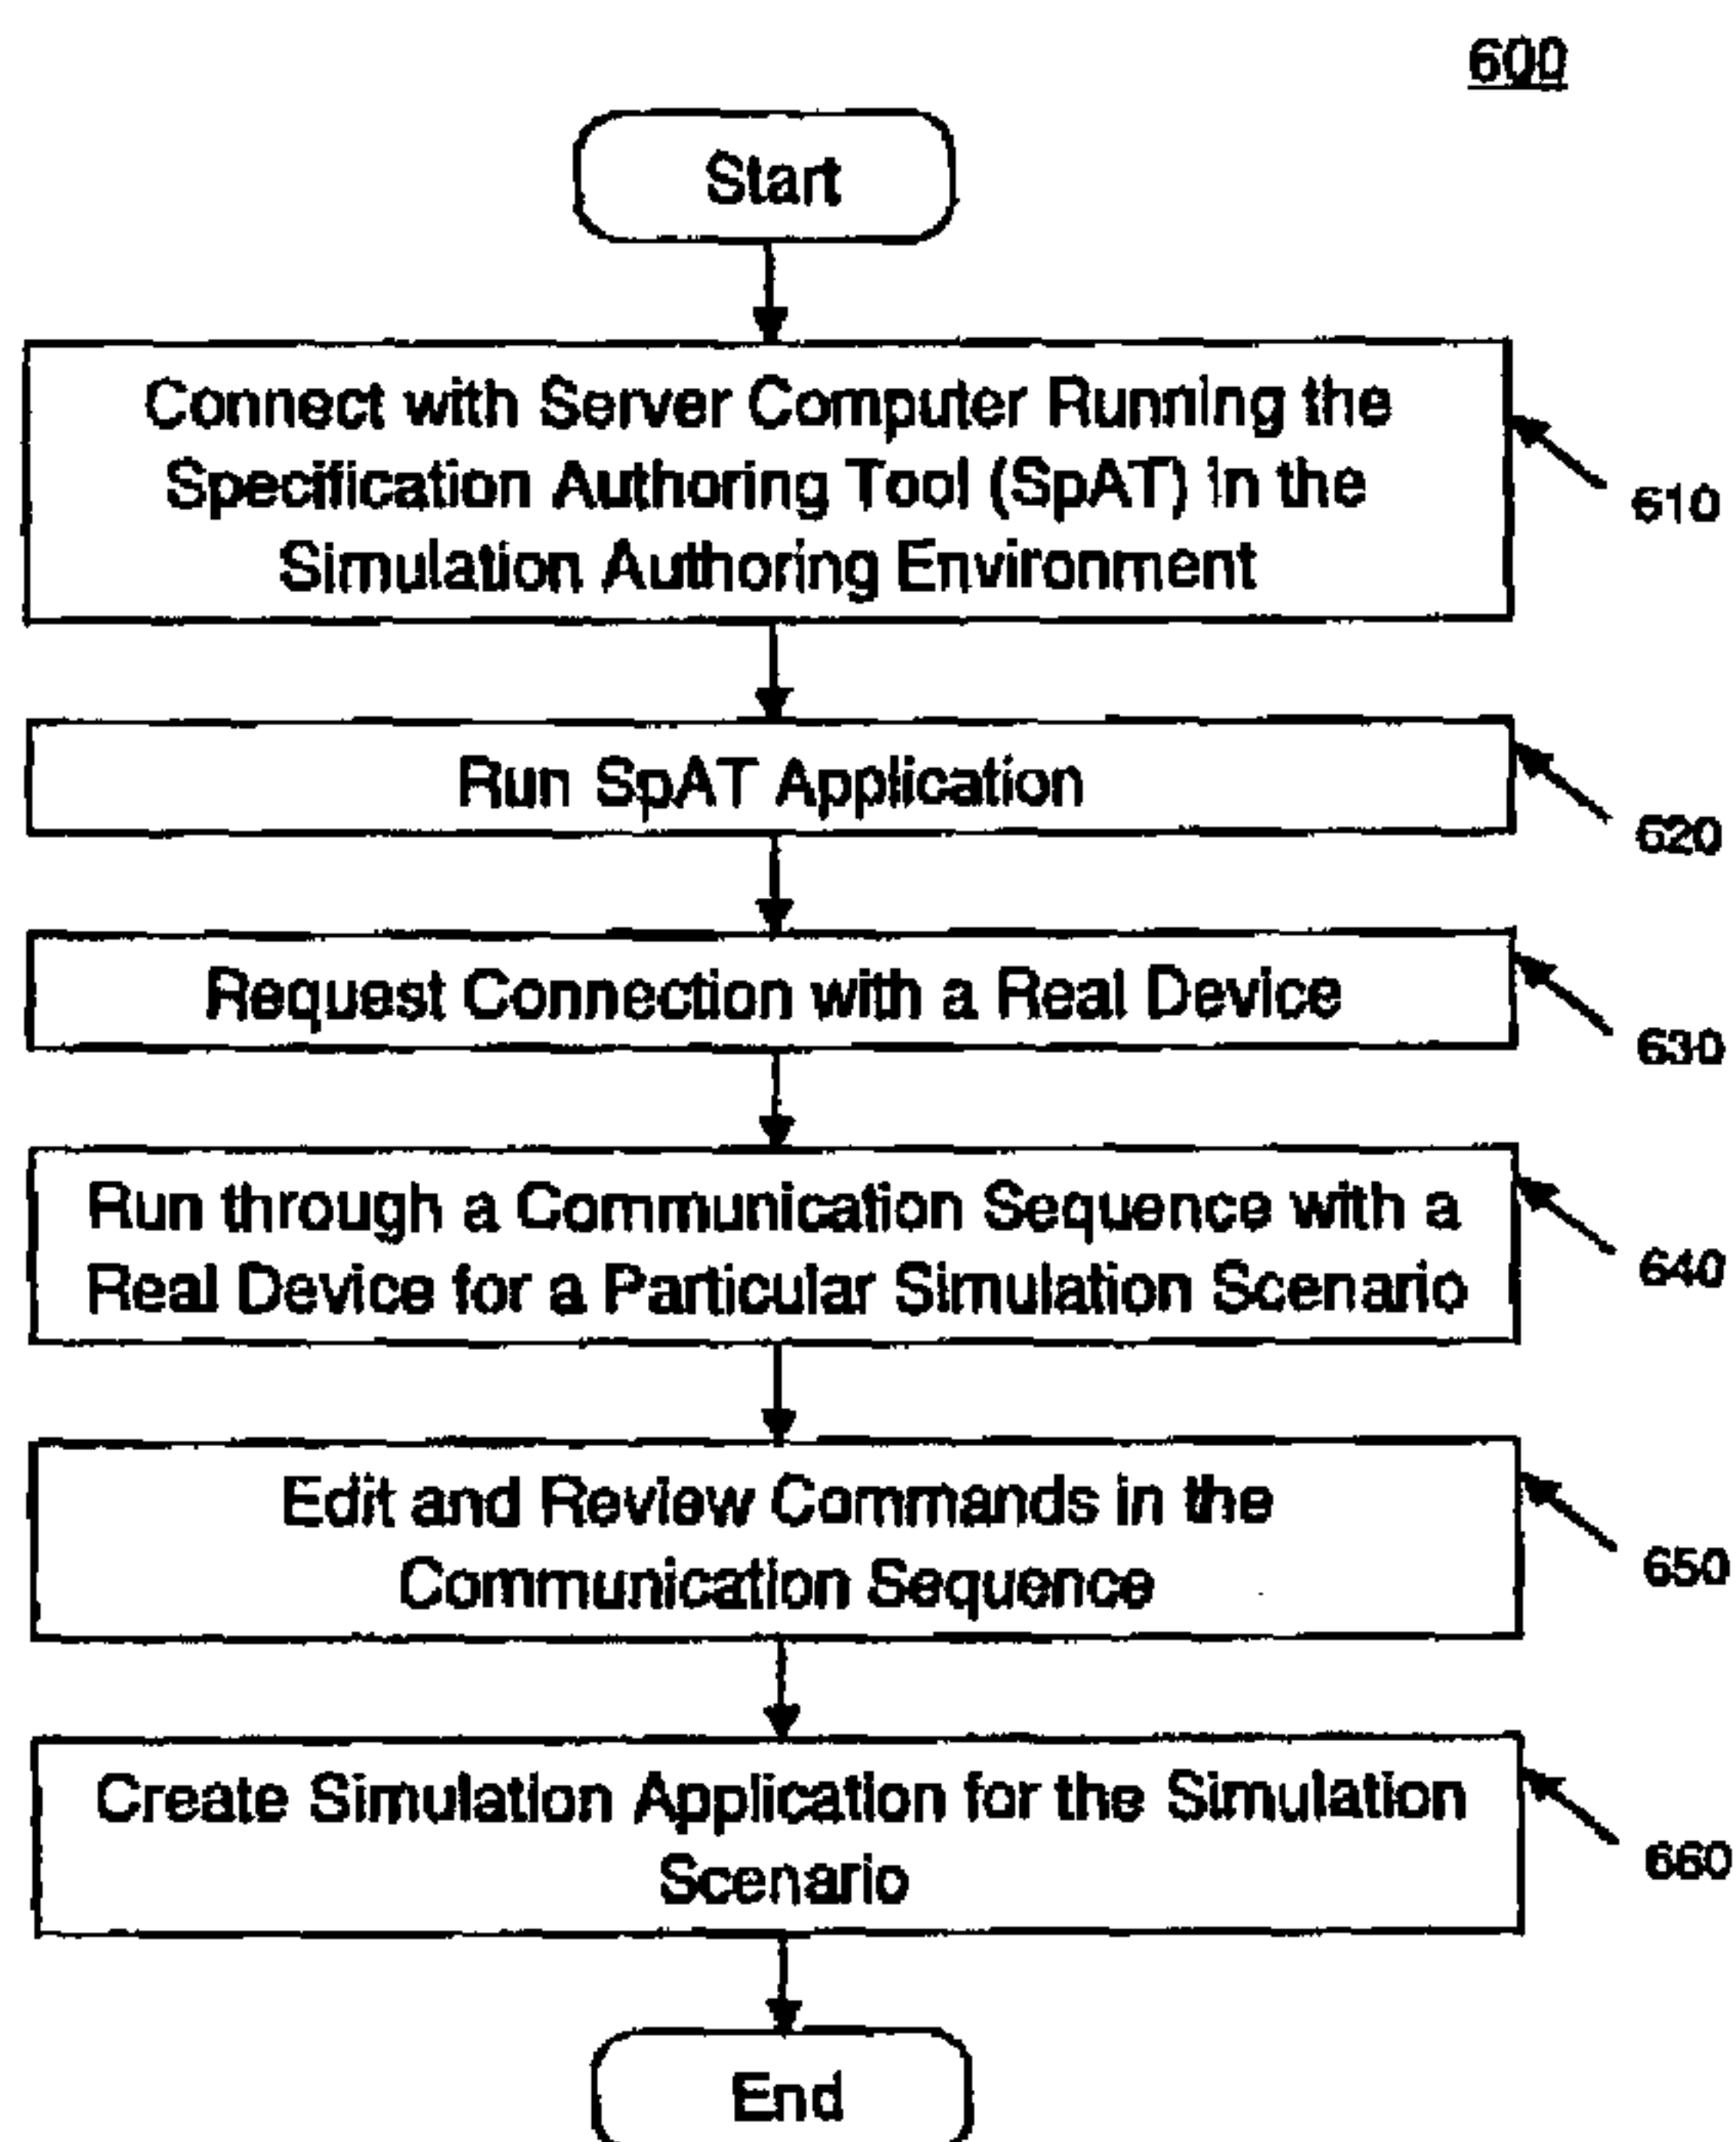 600
Start
Connect with Server Computer Running the
Specification Authoring Tool (SpAT) in the
Simulation Authoring Environment
610
Run SpAT Application
620
Request Connection with a Real Device
630
Run through a Communication Sequence with a
Real Device for a Particular Simulation Scenario
640
Edit and Review Commands in the
Communication Sequence
650
Create Simulation Application for the Simulation
Scenario
660
End